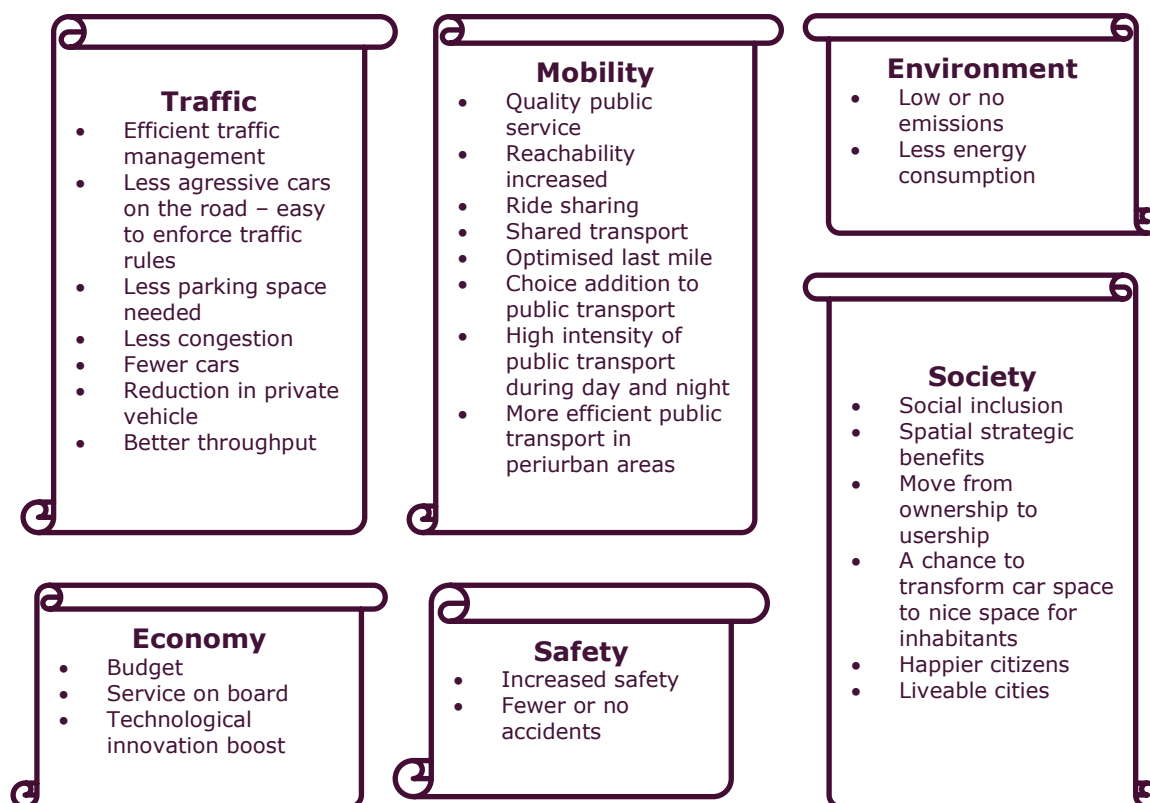 Traffic
• Efficient traffic
management
• Less agressive cars
on the road – easy
to enforce traffic
rules
• Less parking space
needed
• Less congestion
• Fewer cars
• Reduction in private
vehicle
• Better throughput
Mobility
• Quality public
service
• Reachability
increased
• Ride sharing
• Shared transport
• Optimised last mile
• Choice addition to
public transport
• High intensity of
public transport
during day and night
• More efficient public
transport in
periurban areas
Environment
• Low or no
emissions
• Less energy
consumption
Society
• Social inclusion
• Spatial strategic
benefits
• Move from
ownership to
usership
• A chance to
transform car space
to nice space for
inhabitants
• Happier citizens
• Liveable cities
Economy
• Budget
• Service on board
• Technological
innovation boost
Safety
• Increased safety
• Fewer or no
accidents